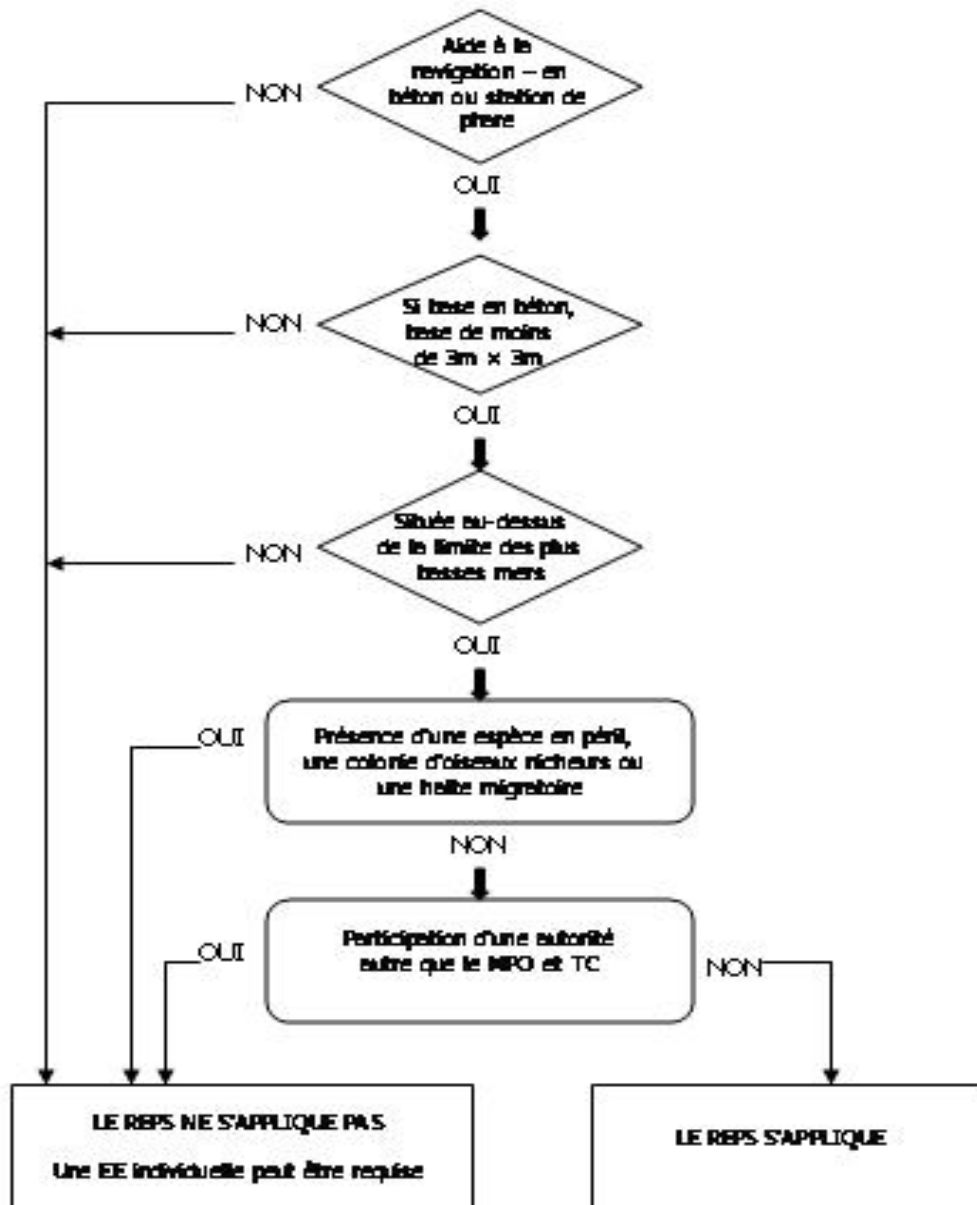 Aide à la
navigation – en
béton ou station de
phare
NON
OUI
Si base en béton,
base de moins
de 3m × 3m
NON
OUI
Située au-dessus
de la limite des plus
basses mers
NON
OUI
Présence d'une espèce en péril,
une colonie d'oiseaux nicheurs ou
une halte migratoire
OUI
NON
Participation d'une autorité
autre que le MPO et TC
OUI
NON
LE REPS NE S'APPLIQUE PAS
Une EE individuelle peut être requise
LE REPS S'APPLIQUE